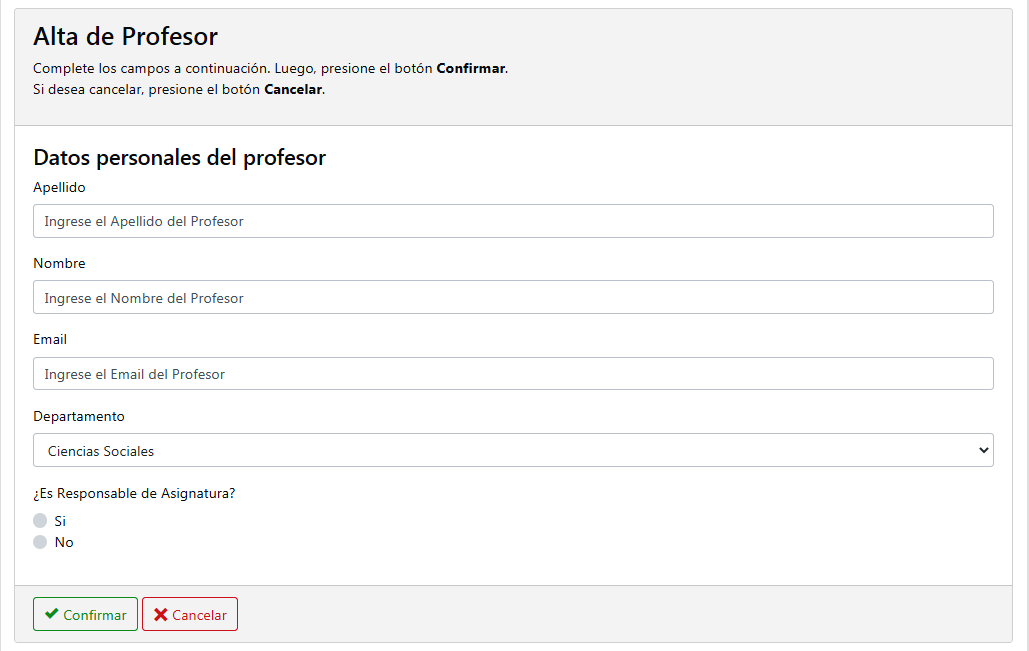 Alta de Profesor
Complete los campos a continuación. Luego, presione el botón Confirmar.
Si desea cancelar, presione el botón Cancelar.
Datos personales del profesor
Apellido
Ingrese el Apellido del Profesor
Nombre
Ingrese el Nombre del Profesor
Email
Ingrese el Email del Profesor
Departamento
Ciencias Sociales
¿Es Responsable de Asignatura?
Si
No
Confirmar Cancelar